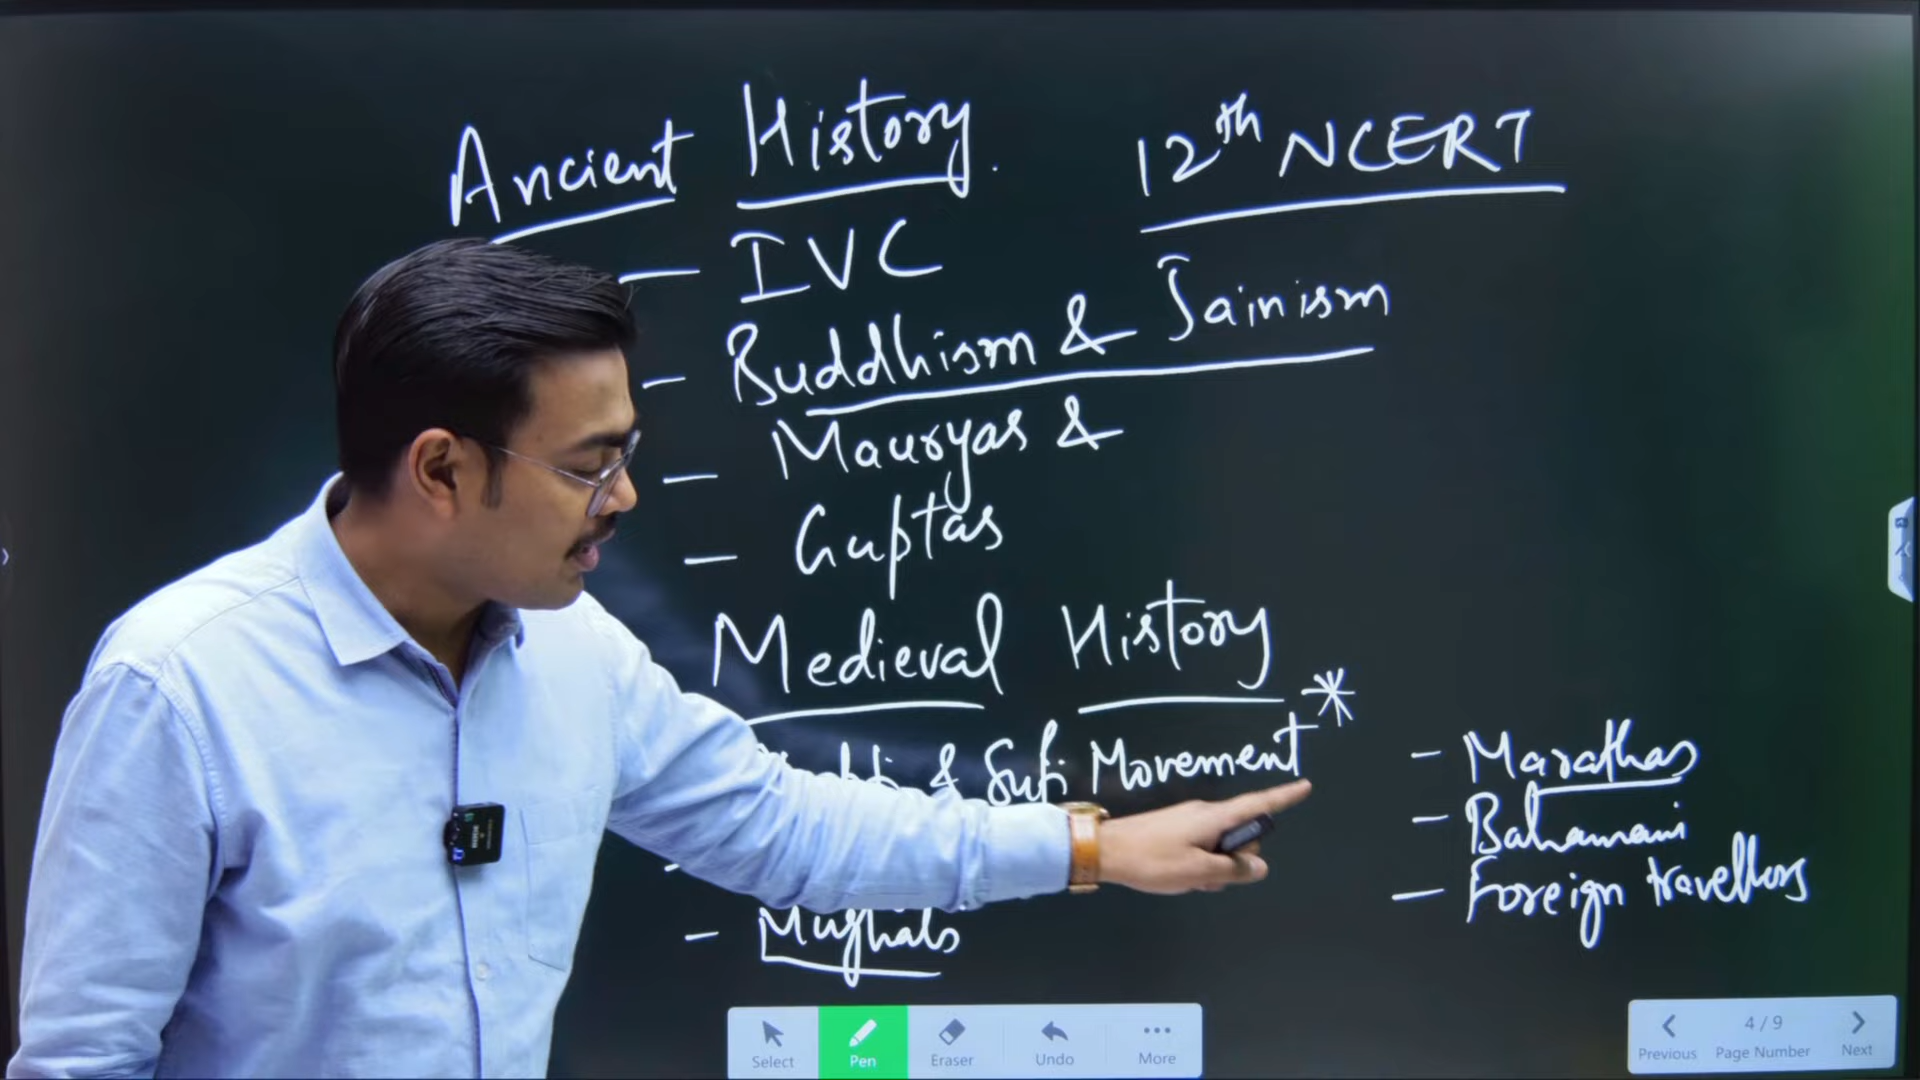 Ancient History. 12th NCERT
- IVC
- Buddhism & Jainism
- Mauryas &
- Guptas
Medieval History
& Sufi Movement *
- Marathas
- Bahamani
- Foreign travellers
- Mughals
Select Pen Eraser Undo More
4 / 9
Previous Page Number Next